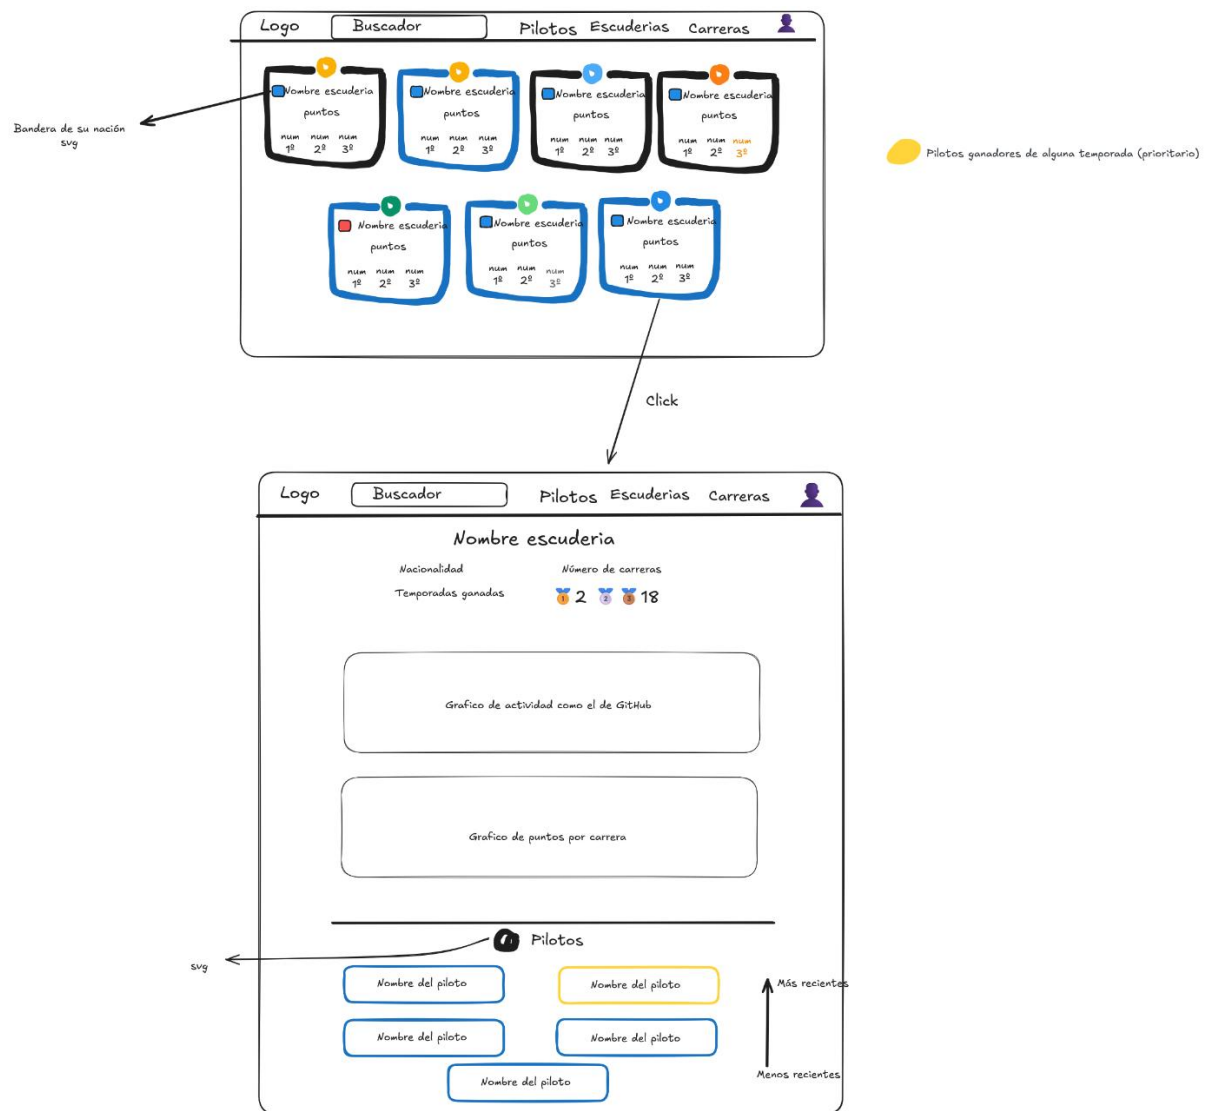 Logo
Buscador
Pilotos
Escuderias
Carreras
Nombre escuderia
puntos
num num num
1º 2º 3º
Nombre escuderia
puntos
num num num
1º 2º 3º
Nombre escuderia
puntos
num num num
1º 2º 3º
Nombre escuderia
puntos
num num num
1º 2º 3º
Bandera de su nación
svg
Pilotos ganadores de alguna temporada (prioritario)
Nombre escuderia
puntos
num num num
1º 2º 3º
Nombre escuderia
puntos
num num num
1º 2º 3º
Nombre escuderia
puntos
num num num
1º 2º 3º
Click
Logo
Buscador
Pilotos
Escuderias
Carreras
Nombre escuderia
Nacionalidad
Número de carreras
Temporadas ganadas
1 2 2 3 18
Grafico de actividad como el de GitHub
Grafico de puntos por carrera
Pilotos
svg
Nombre del piloto
Nombre del piloto
Más recientes
Nombre del piloto
Nombre del piloto
Menos recientes
Nombre del piloto